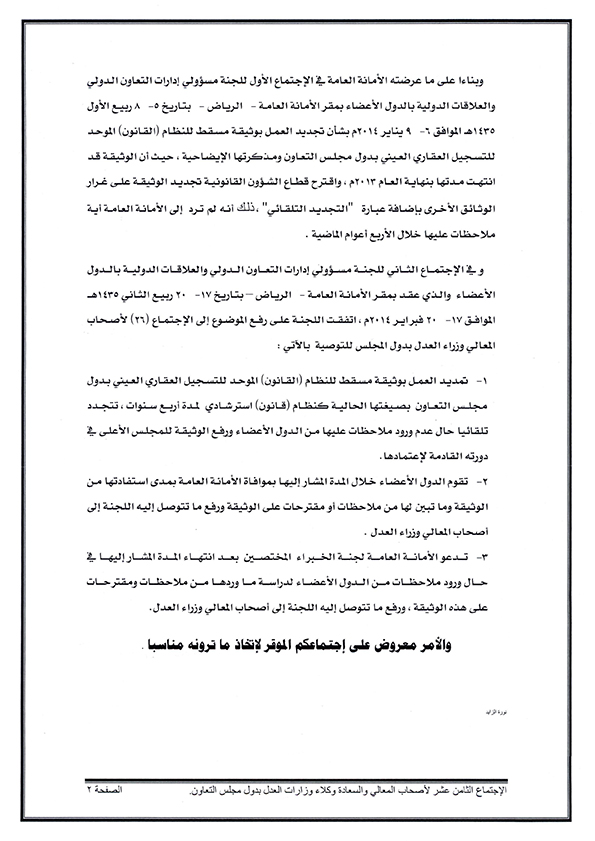 وبناءا على ما عرضته الأمانة العامة في الإجتماع الأول للجنة مسؤولي إدارات التعاون الدولي
والعلاقات الدولية بالدول الأعضاء بمقر الأمانة العامة - الرياض - بتاريخ ٥- ٨ ربيع الأول
١٤٣٥هـ الموافق ٦- ٩ يناير ٢٠١٤م بشأن تجديد العمل بوثيقة مسقط للنظام (القانون) الموحد
للتسجيل العقاري العيني بدول مجلس التعاون ومذكرتها الإيضاحية ، حيث أن الوثيقة قد
انتهت مدتها بنهاية العام ٢٠١٣م ، واقترح قطاع الشؤون القانونية تجديد الوثيقة على غرار
الوثائق الأخرى بإضافة عبارة "التجديد التلقائي" ،ذلك أنه لم ترد إلى الأمانة العامة أية
ملاحظات عليها خلال الأربع أعوام الماضية .
و في الإجتماع الثاني للجنة مسؤولي إدارات التعاون الدولي والعلاقات الدولية بالدول
الأعضاء والذي عقد بمقر الأمانة العامة - الرياض – بتاريخ ١٧- ٢٠ ربيع الثاني ١٤٣٥هـ
الموافق ١٧- ٢٠ فبراير ٢٠١٤م ، اتفقت اللجنة على رفع الموضوع إلى الإجتماع (٢٦) لأصحاب
المعالي وزراء العدل بدول المجلس للتوصية بالآتي :
١- تمديد العمل بوثيقة مسقط للنظام (القانون) الموحد للتسجيل العقاري العيني بدول
مجلس التعاون بصيغتها الحالية كنظام (قانون) استرشادي لمدة أربع سنوات ، تتجدد
تلقائيا حال عدم ورود ملاحظات عليها من الدول الأعضاء ورفع الوثيقة للمجلس الأعلى في
دورته القادمة لإعتمادها.
٢- تقوم الدول الأعضاء خلال المدة المشار إليها بموافاة الأمانة العامة بمدى استفادتها من
الوثيقة وما تبين لها من ملاحظات أو مقترحات على الوثيقة ورفع ما تتوصل إليه اللجنة إلى
أصحاب المعالي وزراء العدل .
٣- تدعو الأمانة العامة لجنة الخبراء المختصين بعد انتهاء المدة المشار إليها في
حال ورود ملاحظات من الدول الأعضاء لدراسة ما وردها من ملاحظات ومقترحات
على هذه الوثيقة ، ورفع ما تتوصل إليه اللجنة إلى أصحاب المعالي وزراء العدل.
والأمر معروض على إجتماعكم الموقر لإتخاذ ما ترونه مناسبا .
نورة الزايد
الإجتماع الثامن عشر لأصحاب المعالي والسعادة وكلاء وزارات العدل بدول مجلس التعاون.
الصفحة ٢